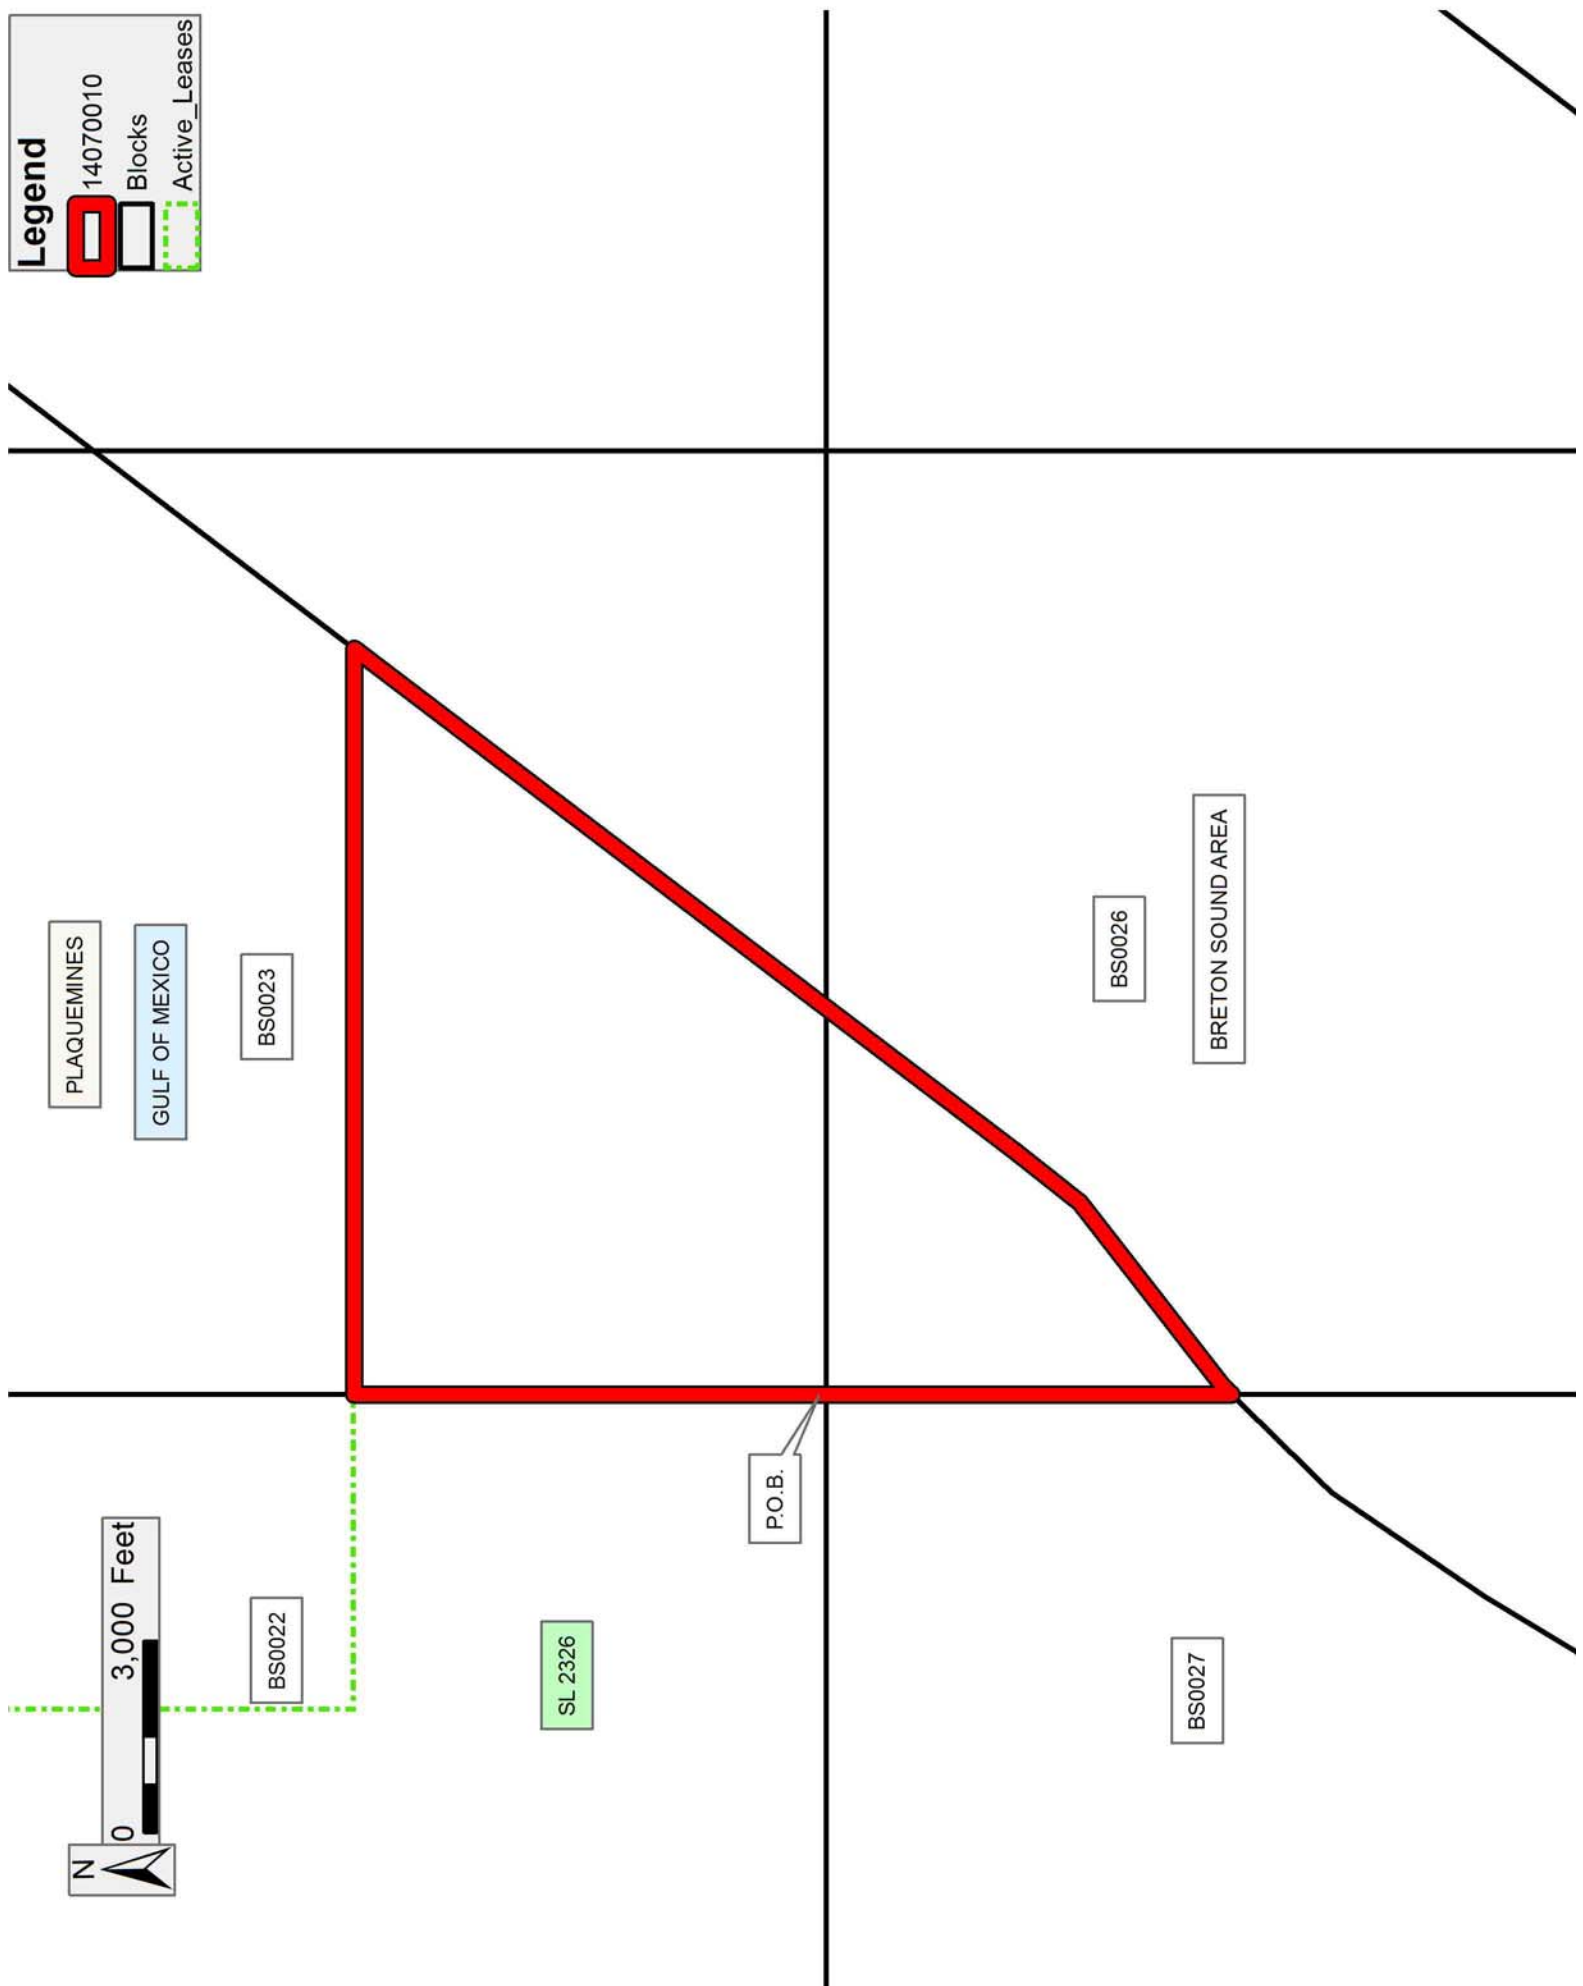 Legend
14070010
Blocks
Active_Leases
PLAQUEMINES
GULF OF MEXICO
BS0023
BS0026
BRETON SOUND AREA
P.O.B.
0 3,000 Feet
N
BS0022
SL 2326
BS0027